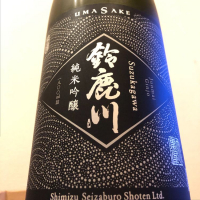 UMASAKE
鈴鹿川
Suzukagawa
純米吟醸
Shimizu Seizaburo Shoten Ltd.